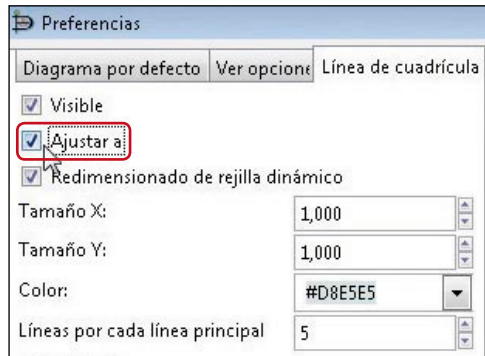 Preferencias
Diagrama por defecto Ver opcione Línea de cuadrícula
Visible
Ajustar a
Redimensionado de rejilla dinámico
Tamaño X: 1,000
Tamaño Y: 1,000
Color: #D8E5E5
Líneas por cada línea principal 5